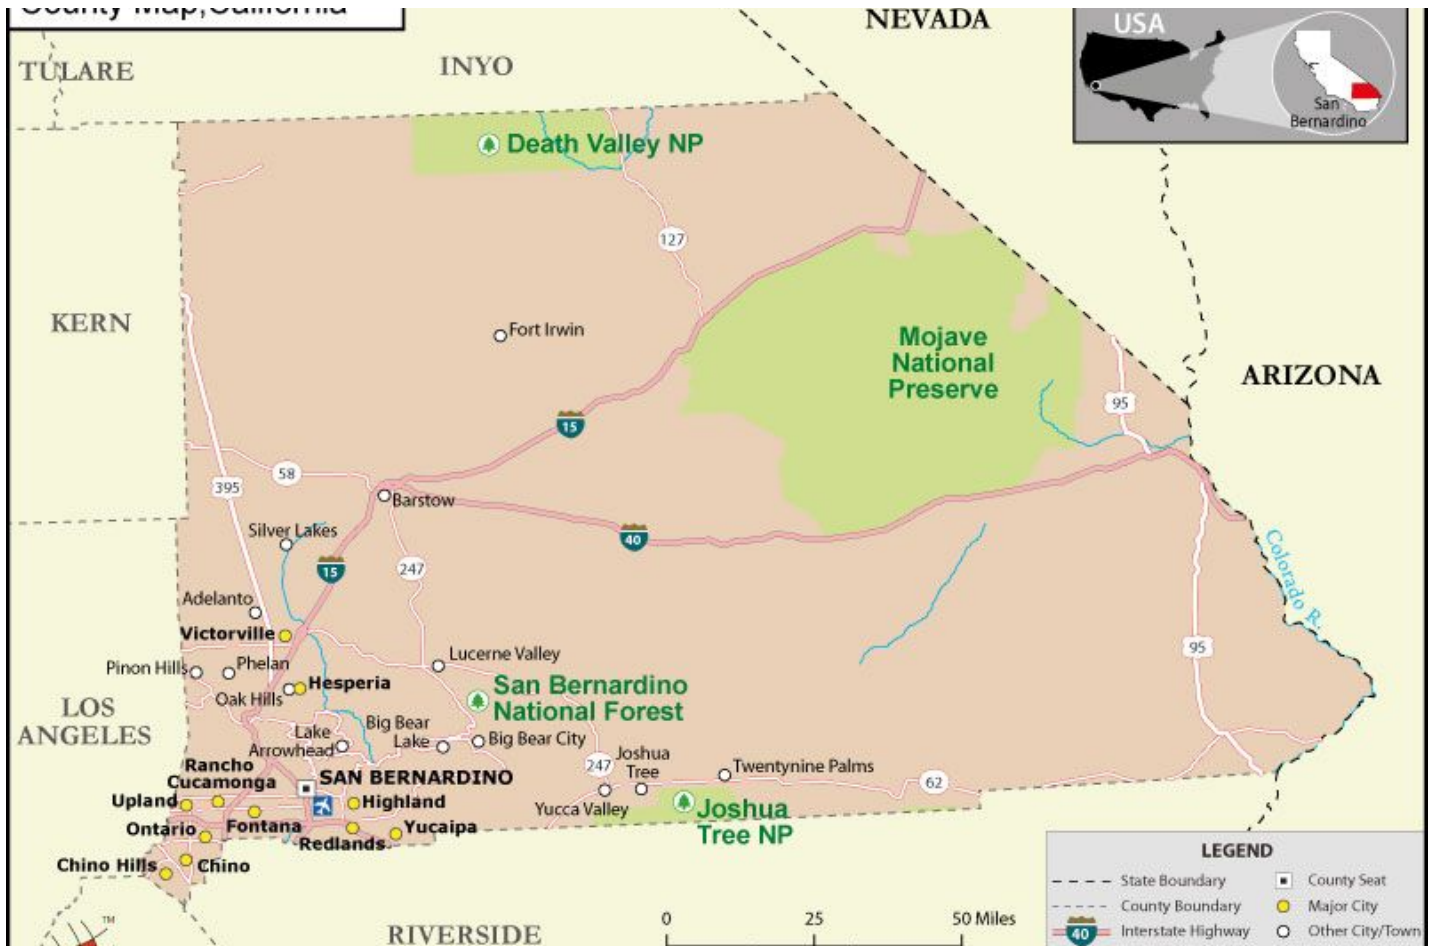 County Map,California
NEVADA
USA
San
Bernardino
TULARE
INYO
Death Valley NP
127
KERN
Fort Irwin
Mojave
National
Preserve
ARIZONA
95
15
58
395
Barstow
Silver Lakes
40
15
247
Colorado R.
Adelanto
Victorville
Pinon Hills
Phelan
Lucerne Valley
95
Oak Hills
Hesperia
San Bernardino
National Forest
LOS
ANGELES
Lake
Arrowhead
Big Bear
Lake
Big Bear City
Joshua
Tree
247
Twentynine Palms
62
Rancho
Cucamonga
SAN BERNARDINO
Upland
Highland
Yucca Valley
Joshua
Tree NP
Ontario
Fontana
Redlands
Yucaipa
Chino Hills
Chino
LEGEND
State Boundary
County Seat
County Boundary
Major City
40
Interstate Highway
Other City/Town
TM
RIVERSIDE
0
25
50 Miles